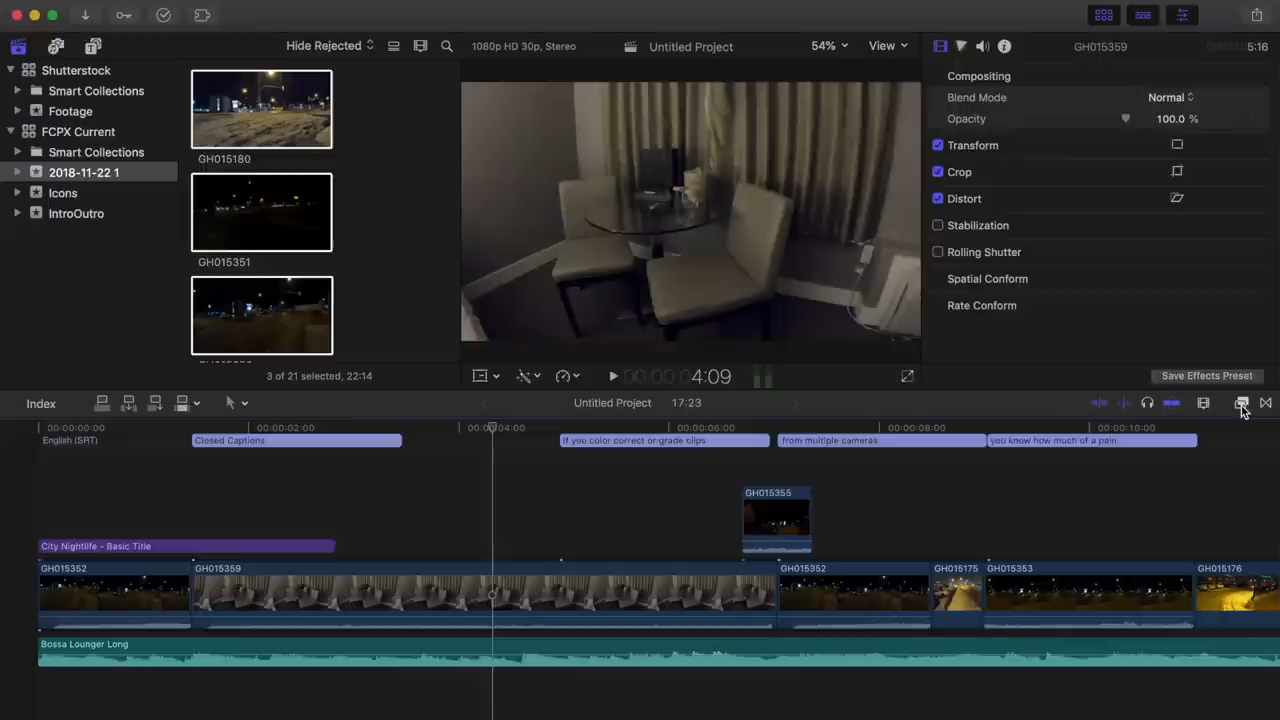 Hide Rejected
1080p HD 30p, Stereo
Untitled Project
54%
View
GH015359
5:16
Shutterstock
Smart Collections
Footage
FCPX Current
Smart Collections
2018-11-22 1
Icons
IntroOutro
GH015180
GH015351
3 of 21 selected, 22:14
Compositing
Blend Mode
Normal
Opacity
100.0 %
Transform
Crop
Distort
Stabilization
Rolling Shutter
Spatial Conform
Rate Conform
Save Effects Preset
00:00:00 4:09
Index
Untitled Project
17:23
00:00:00:00
00:00:02:00
00:00:04:00
00:00:06:00
00:00:08:00
00:00:10:00
English (SRT)
Closed Captions
If you color correct or grade clips
from multiple cameras
you know how much of a pain
GH015355
City Nightlife - Basic Title
GH015352
GH015359
GH015352
GH015175
GH015353
GH015176
Bossa Lounger Long